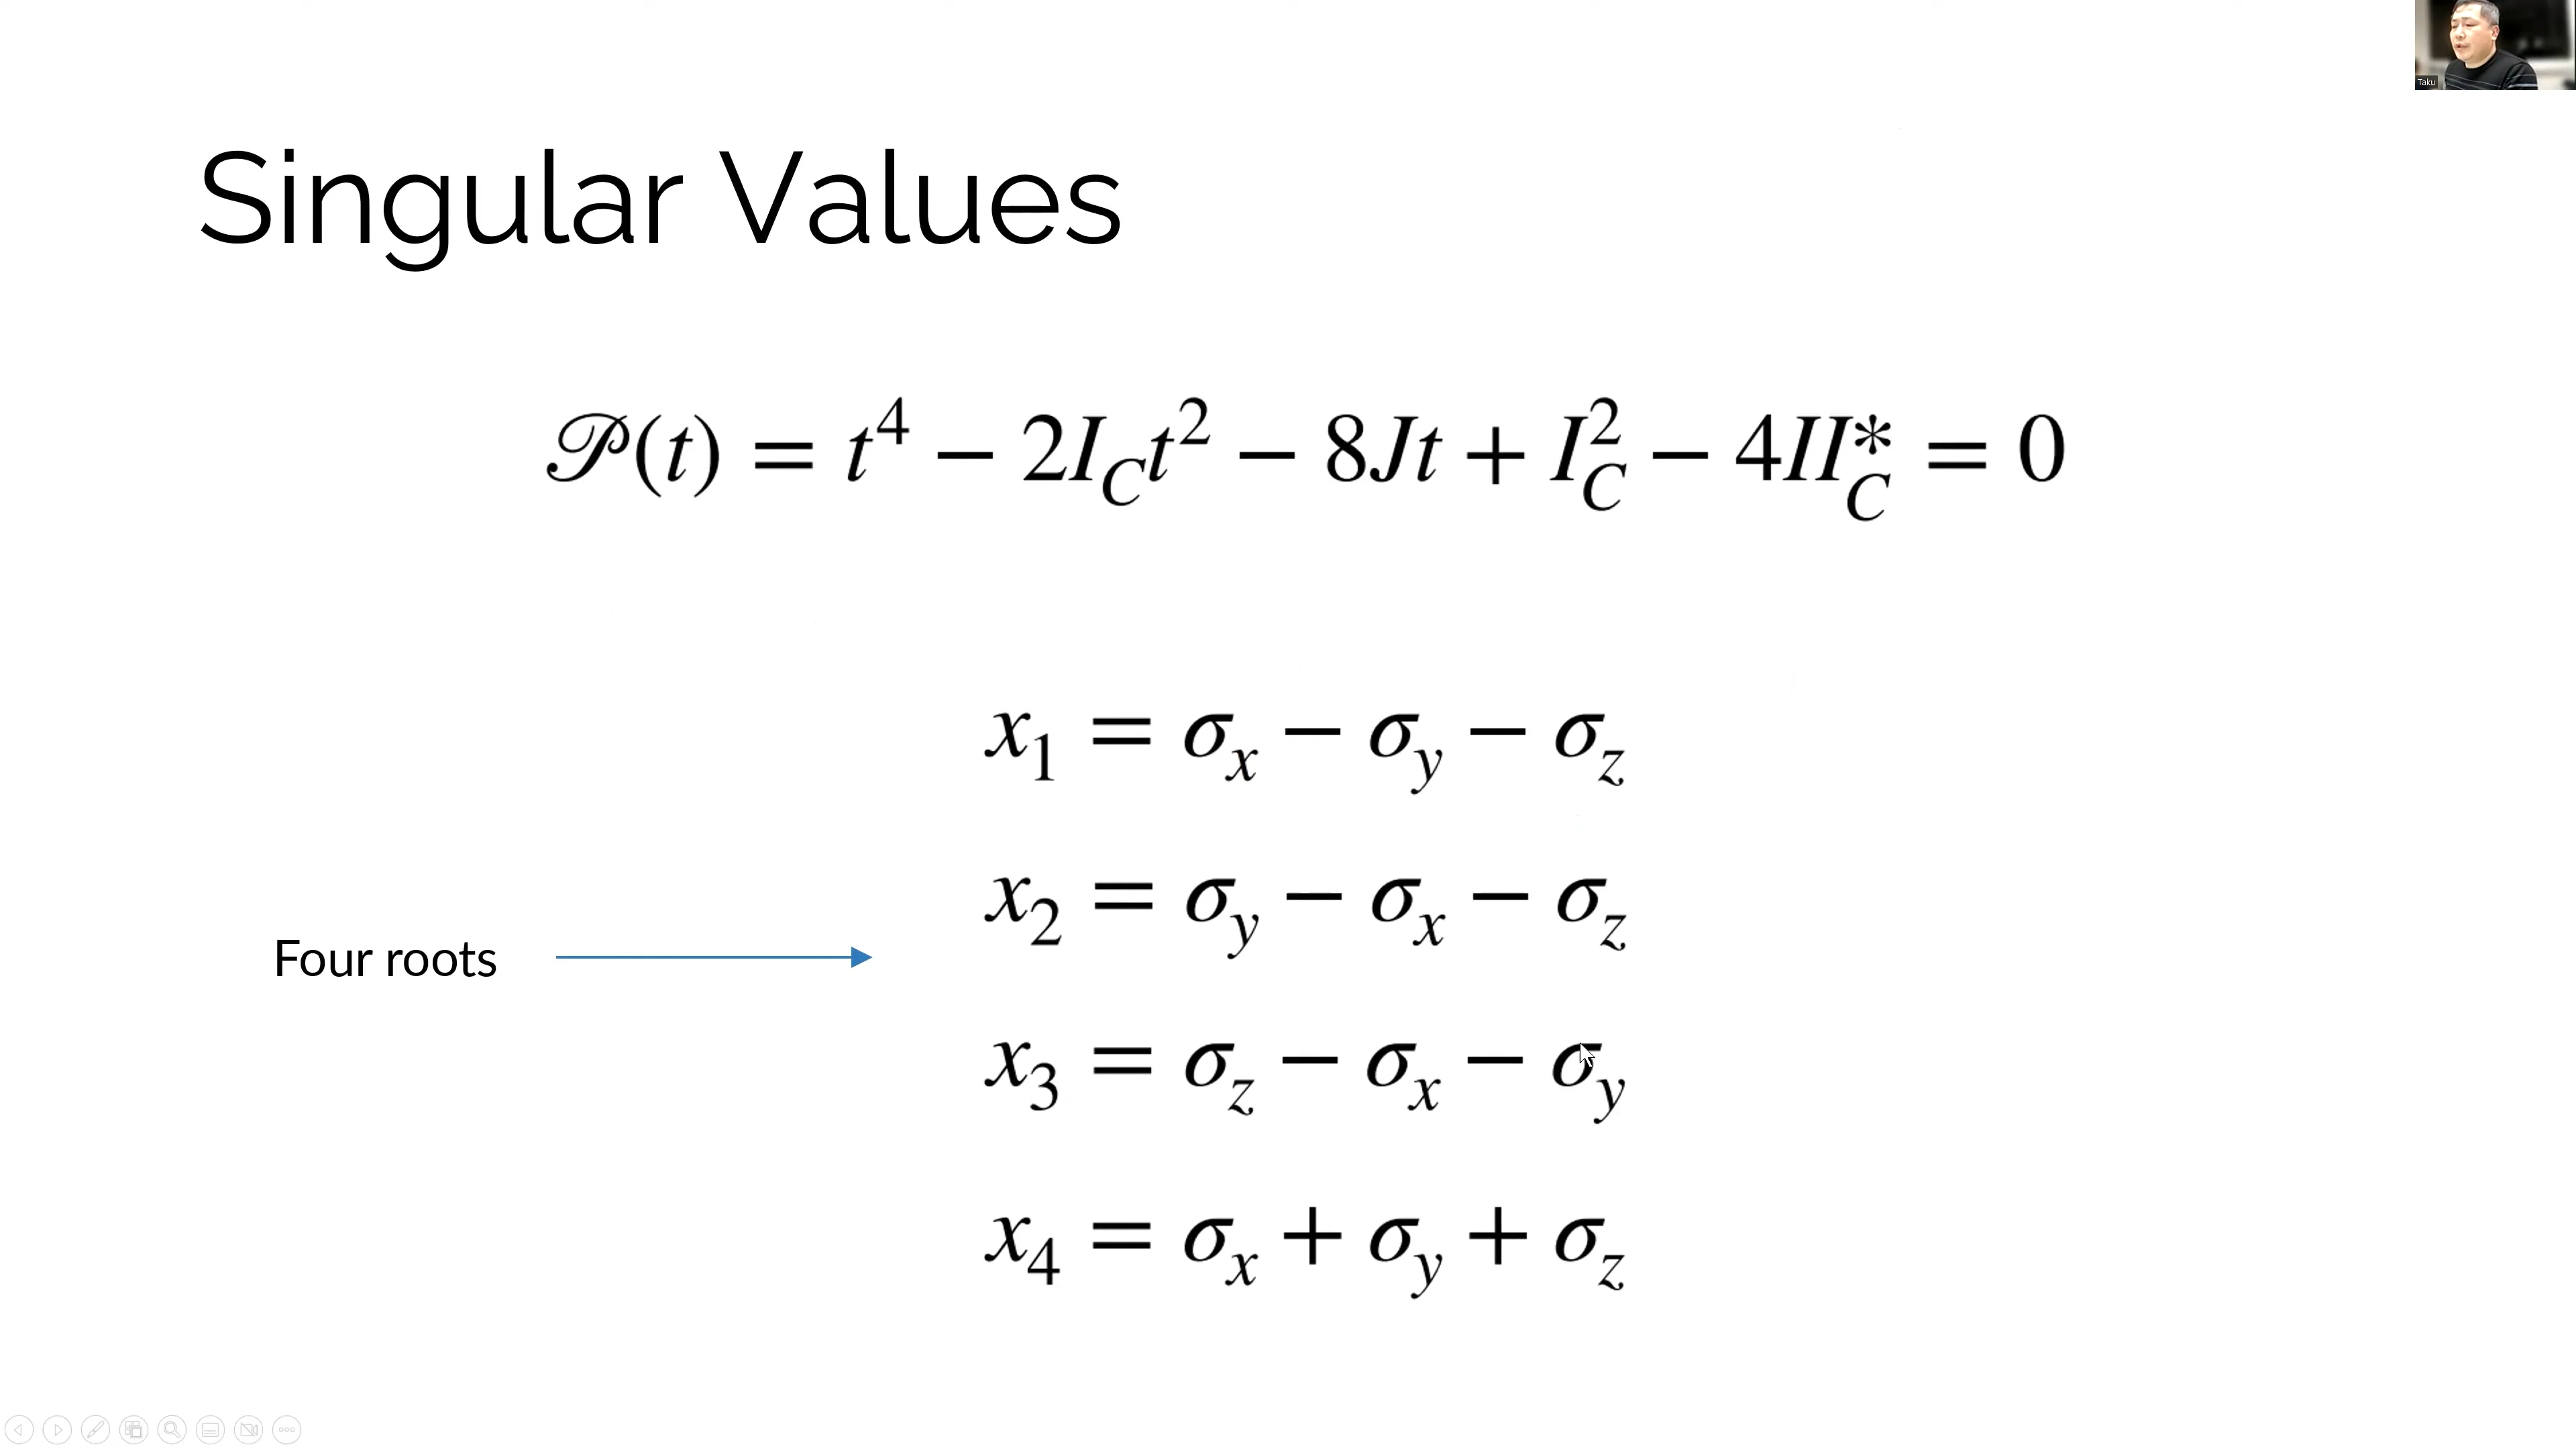 Taku
Singular Values
𝒫(t) = t⁴ − 2I_C t² − 8Jt + I_C² − 4II_C* = 0
x₁ = σ_x − σ_y − σ_z
x₂ = σ_y − σ_x − σ_z
Four roots
x₃ = σ_z − σ_x − σ_y
x₄ = σ_x + σ_y + σ_z